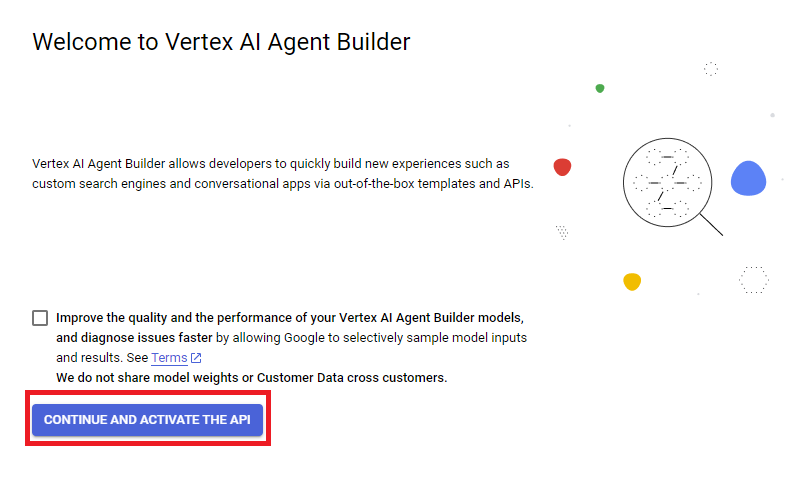 Welcome to Vertex AI Agent Builder
Vertex AI Agent Builder allows developers to quickly build new experiences such as
custom search engines and conversational apps via out-of-the-box templates and APIs.
Improve the quality and the performance of your Vertex AI Agent Builder models,
and diagnose issues faster by allowing Google to selectively sample model inputs
and results. See Terms
We do not share model weights or Customer Data cross customers.
CONTINUE AND ACTIVATE THE API